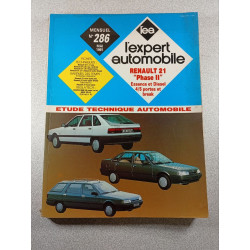 MENSUEL
N° 286
iea
l'expert
automobile
RENAULT 21
"Phase II"
Essence et Diesel
4/5 portes et
break
ETUDE TECHNIQUE AUTOMOBILE